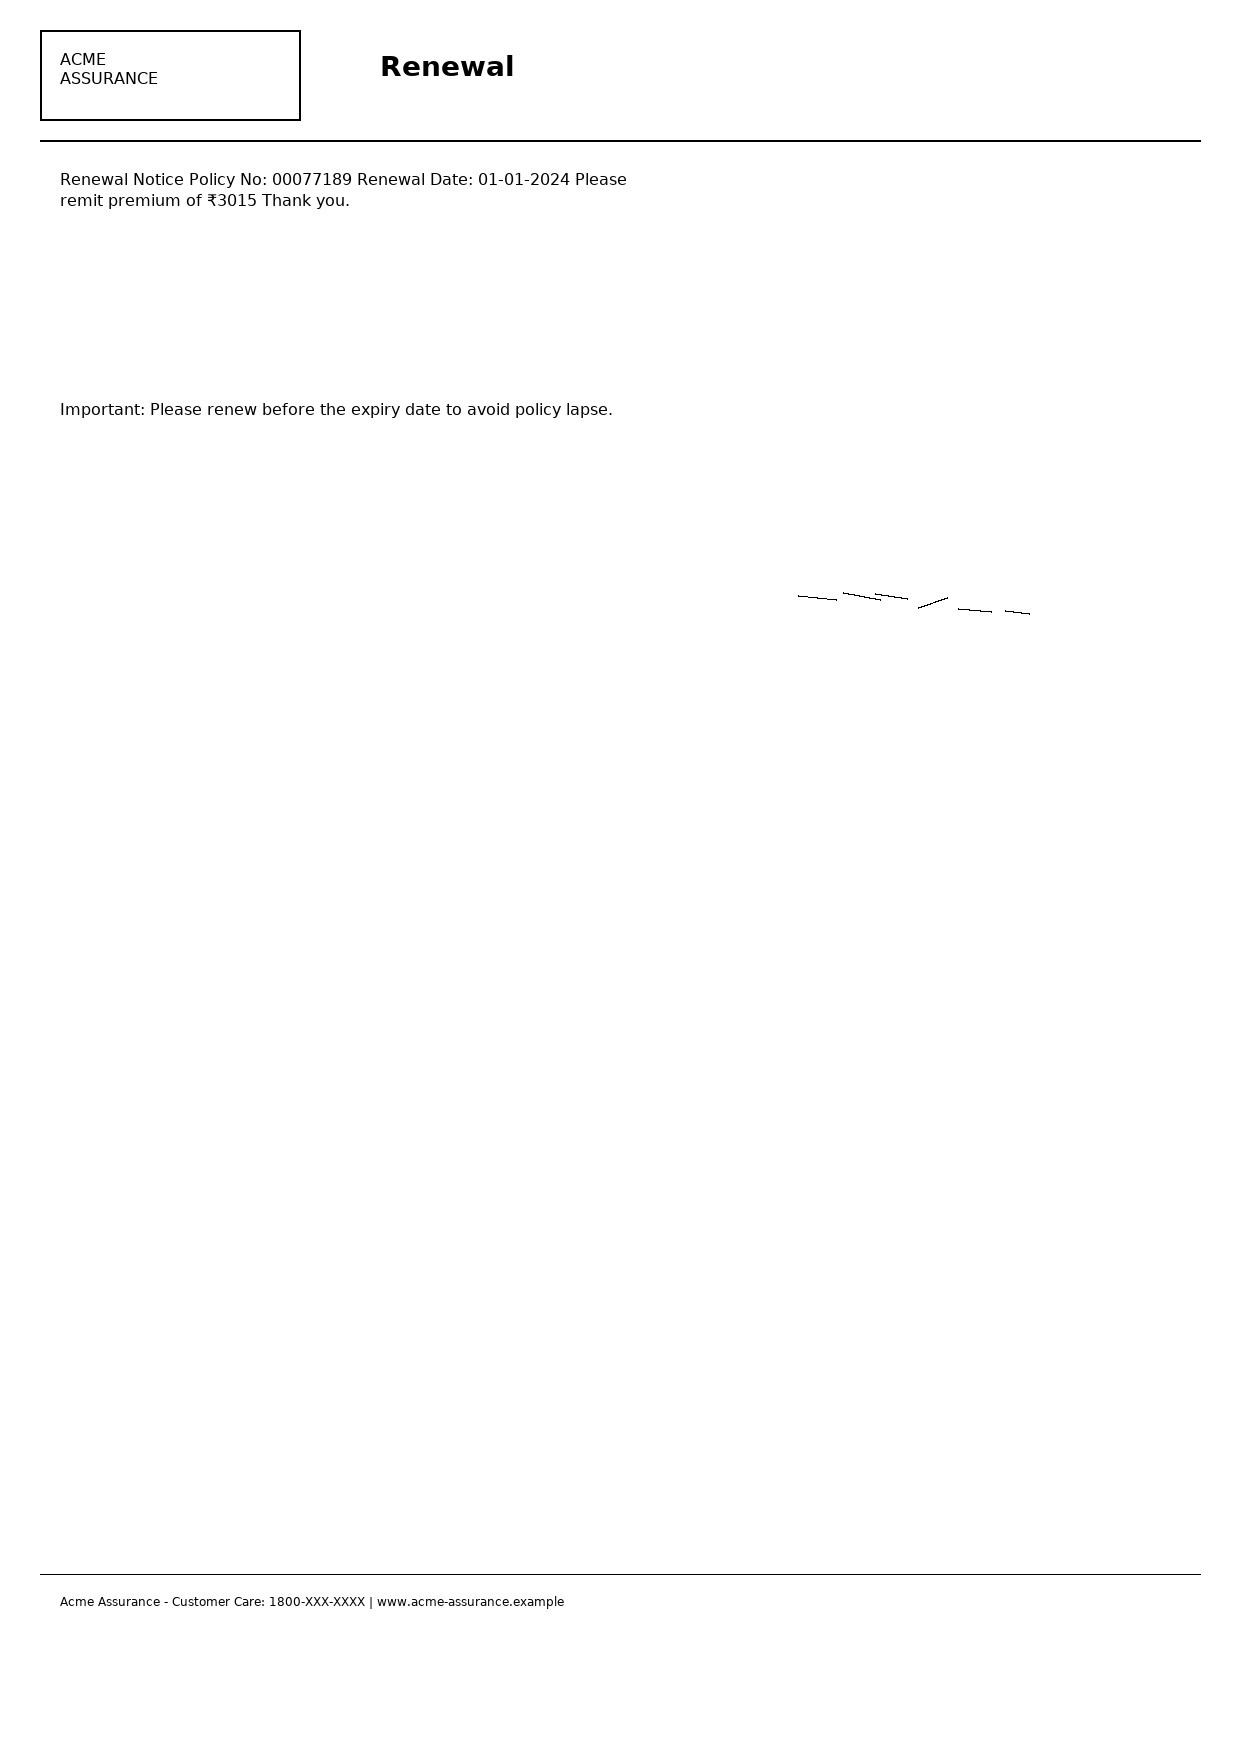 ACME
ASSURANCE
Renewal
Renewal Notice Policy No: 00077189 Renewal Date: 01-01-2024 Please
remit premium of ₹3015 Thank you.
Important: Please renew before the expiry date to avoid policy lapse.
Acme Assurance - Customer Care: 1800-XXX-XXXX | www.acme-assurance.example